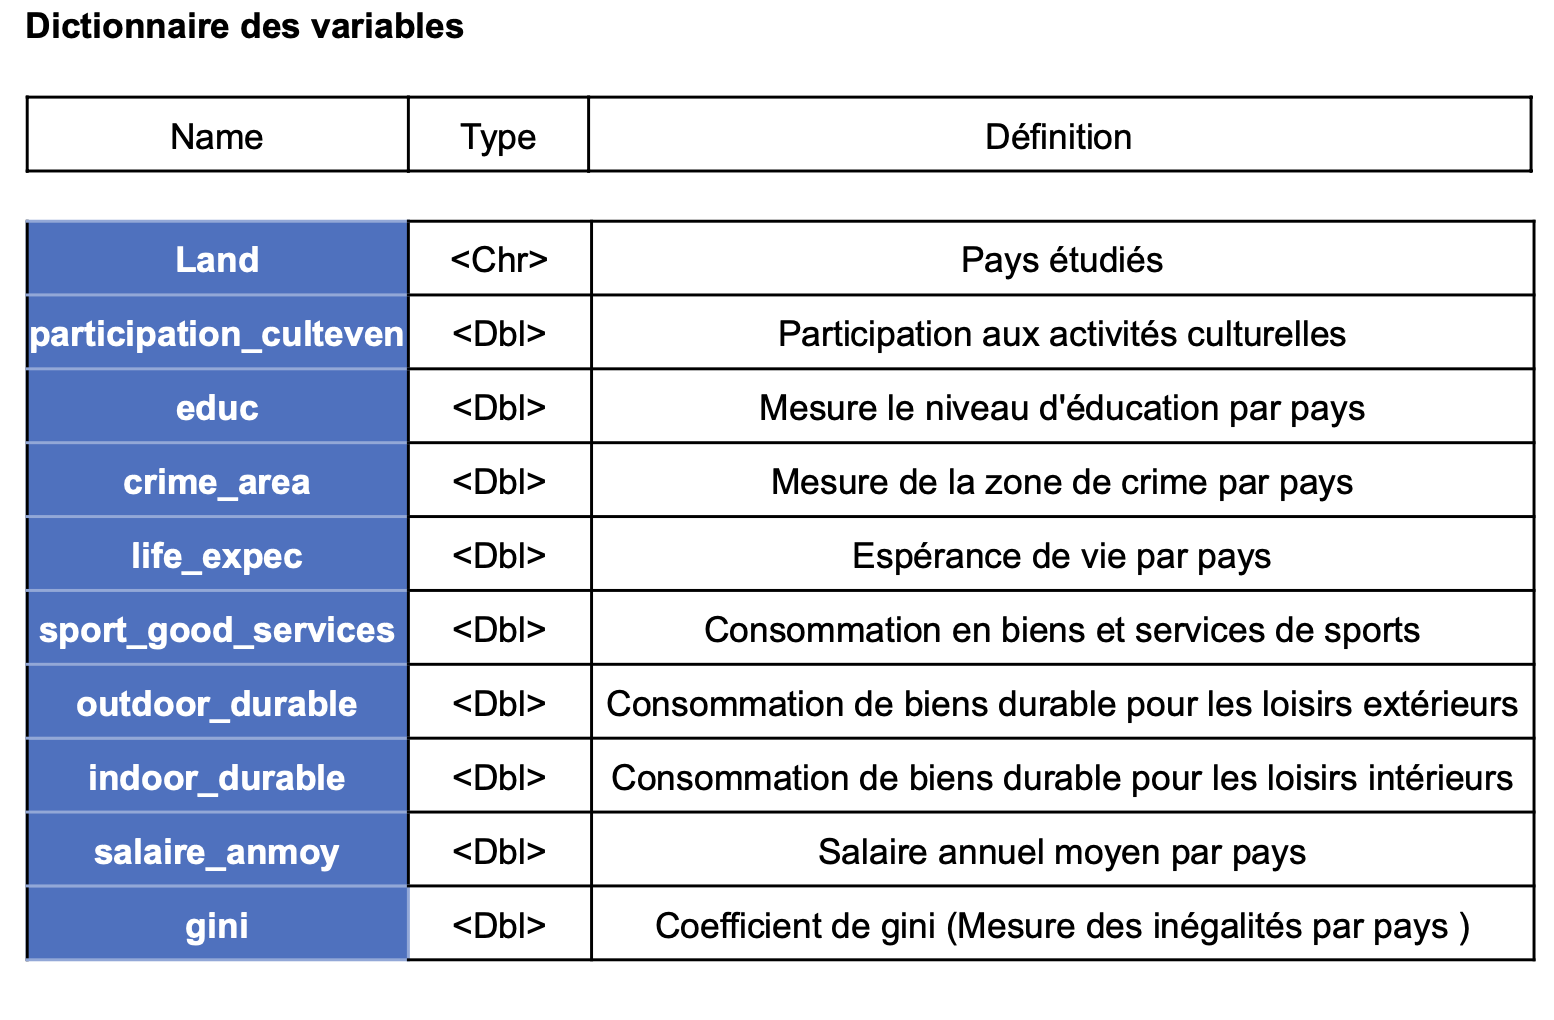 Dictionnaire des variables
Name Type Définition
Land <Chr> Pays étudiés
participation_culteven <Dbl> Participation aux activités culturelles
educ <Dbl> Mesure le niveau d'éducation par pays
crime_area <Dbl> Mesure de la zone de crime par pays
life_expec <Dbl> Espérance de vie par pays
sport_good_services <Dbl> Consommation en biens et services de sports
outdoor_durable <Dbl> Consommation de biens durable pour les loisirs extérieurs
indoor_durable <Dbl> Consommation de biens durable pour les loisirs intérieurs
salaire_anmoy <Dbl> Salaire annuel moyen par pays
gini <Dbl> Coefficient de gini (Mesure des inégalités par pays )